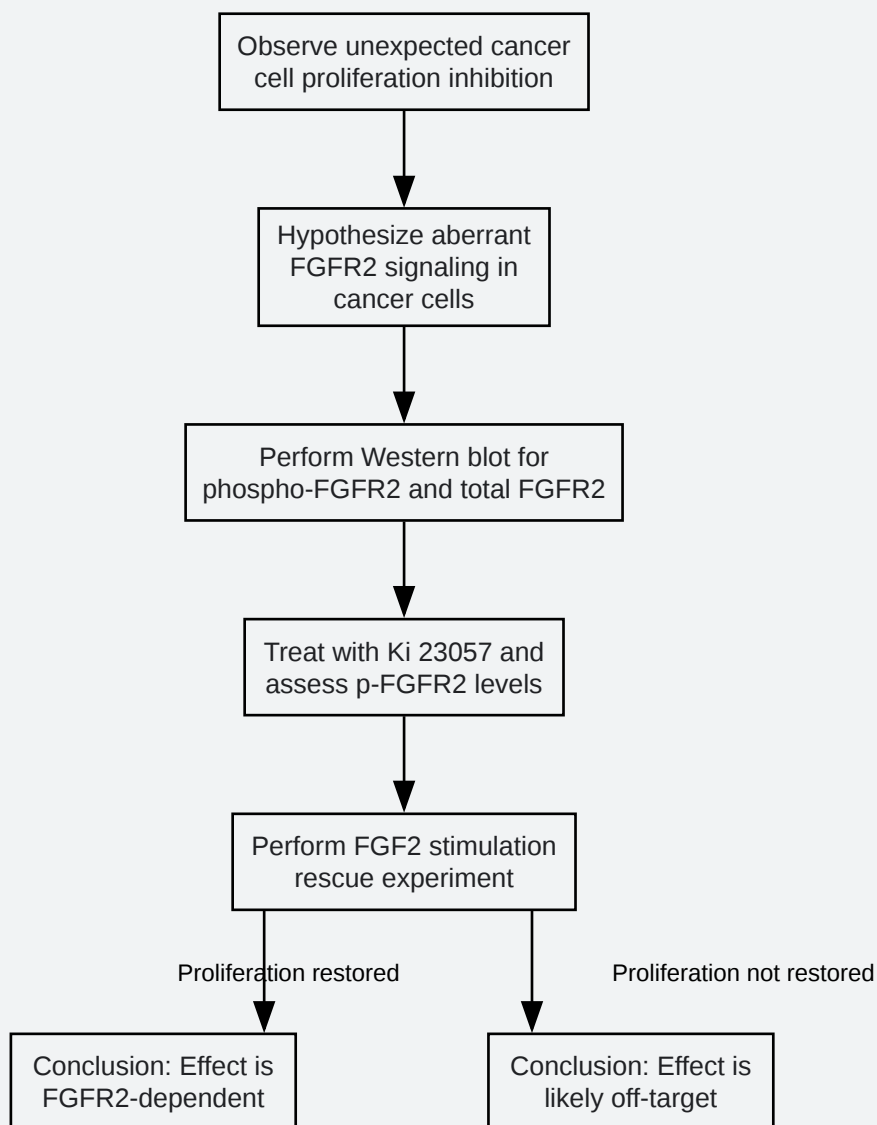 Observe unexpected cancer
cell proliferation inhibition
Hypothesize aberrant
FGFR2 signaling in
cancer cells
Perform Western blot for
phospho-FGFR2 and total FGFR2
Treat with Ki 23057 and
assess p-FGFR2 levels
Perform FGF2 stimulation
rescue experiment
Proliferation restored
Proliferation not restored
Conclusion: Effect is
FGFR2-dependent
Conclusion: Effect is
likely off-target